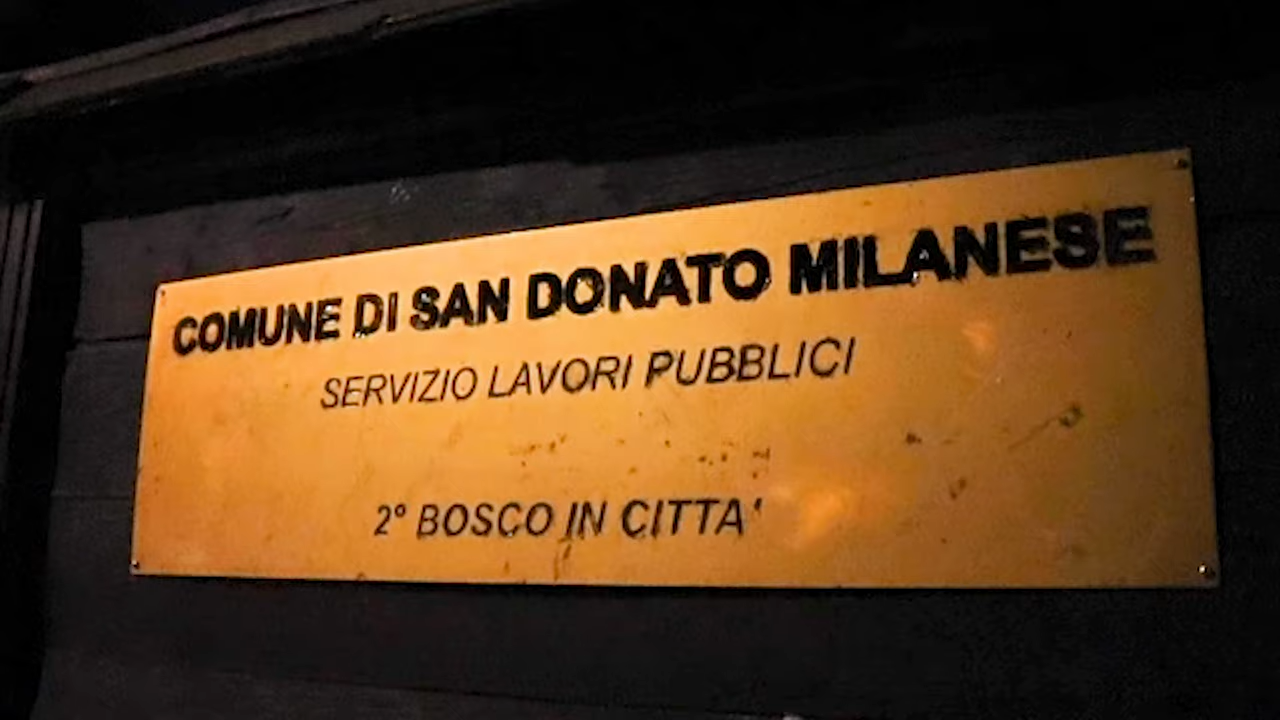 COMUNE DI SAN DONATO MILANESE
SERVIZIO LAVORI PUBBLICI
2° BOSCO IN CITTA'